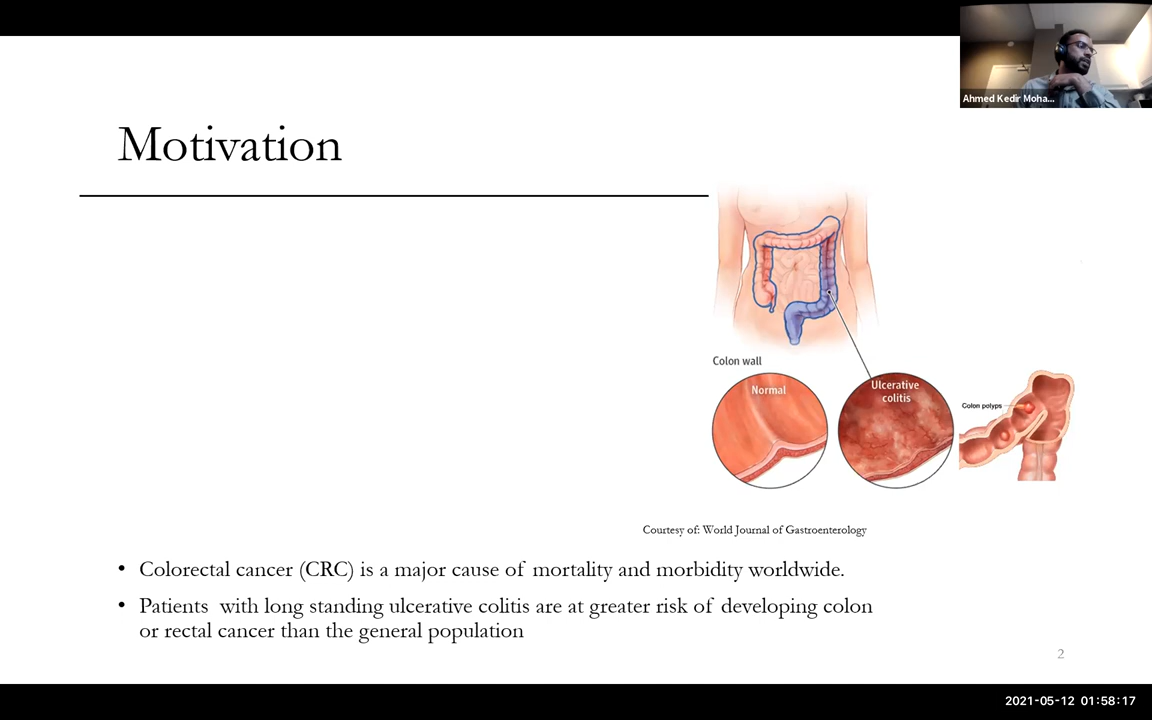 Ahmed Kedir Moha...
Motivation
Colon wall
Normal
Ulcerative
colitis
Colon polyps
Courtesy of: World Journal of Gastroenterology
• Colorectal cancer (CRC) is a major cause of mortality and morbidity worldwide.
• Patients with long standing ulcerative colitis are at greater risk of developing colon
or rectal cancer than the general population
2
2021-05-12 01:58:17